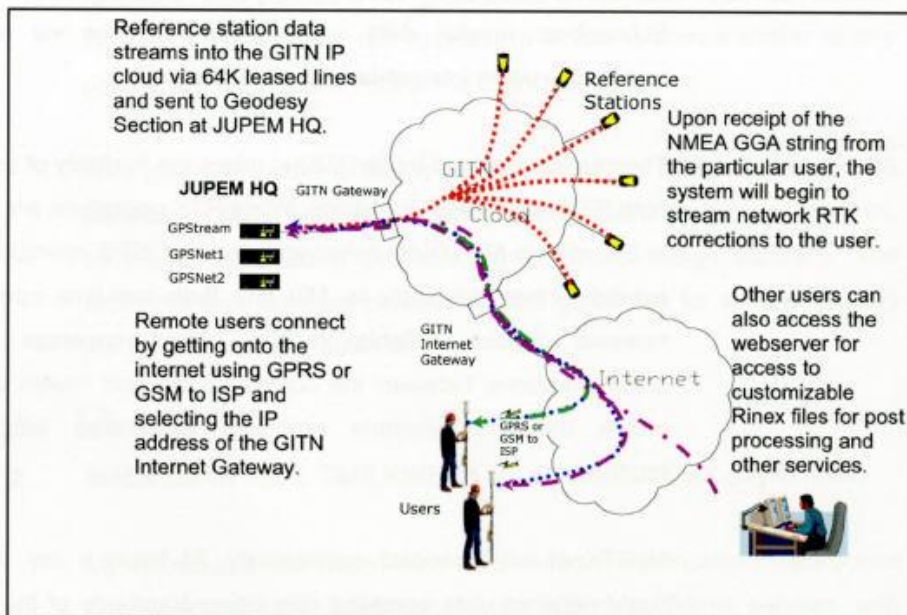 Reference station data
streams into the GITN IP
cloud via 64K leased lines
and sent to Geodesy
Section at JUPEM HQ.
Reference
Stations
Upon receipt of the
NMEA GGA string from
the particular user, the
system will begin to
stream network RTK
corrections to the user.
GITN
Cloud
JUPEM HQ
GITN Gateway
GPStream
GPSNet1
GPSNet2
Remote users connect
by getting onto the
internet using GPRS or
GSM to ISP and
selecting the IP
address of the GITN
Internet Gateway.
GITN
Internet
Gateway
Internet
GPRS or
GSM to
ISP
Users
Other users can
also access the
webserver for
access to
customizable
Rinex files for post
processing and
other services.